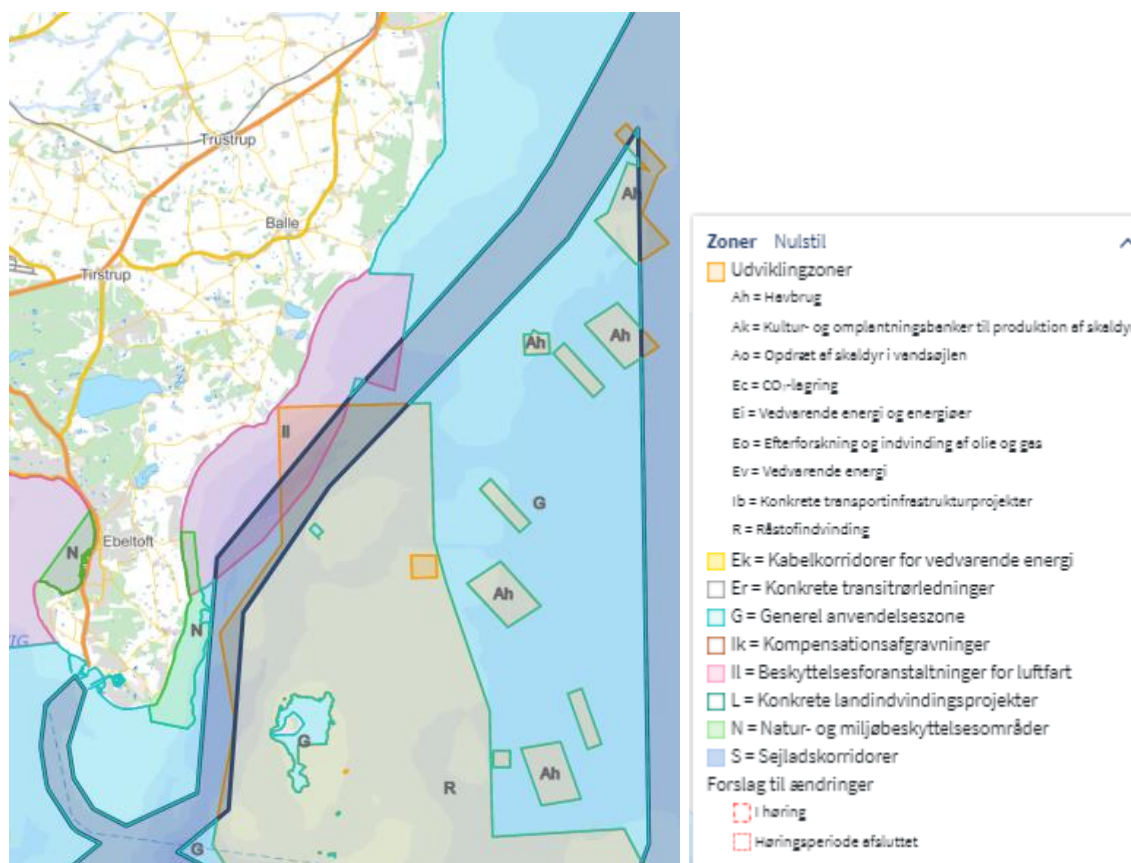 Trustrup
Balle
Tirstrup
Ebeltoft
Ah
Ah
Ah
Il
G
N
Ah
N
G
Ah
R
G
Zoner Nulstil
Udviklingzoner
Ah = Havbrug
Ak = Kultur- og omplantningsbanker til produktion af skaldyr
Ao = Opdræt af skaldyr i vandsøjlen
Ec = CO₂-lagring
Ei = Vedvarende energi og energiøer
Eo = Efterforskning og indvinding af olie og gas
Ev = Vedvarende energi
Ib = Konkrete transportinfrastrukturprojekter
R = Råstofindvinding
Ek = Kabelkorridorer for vedvarende energi
Er = Konkrete transitrørledninger
G = Generel anvendelseszone
Ik = Kompensationsafgravninger
Il = Beskyttelsesforanstaltninger for luftfart
L = Konkrete landindvindingsprojekter
N = Natur- og miljøbeskyttelsesområder
S = Sejladskorridorer
Forslag til ændringer
I høring
Høringsperiode afsluttet